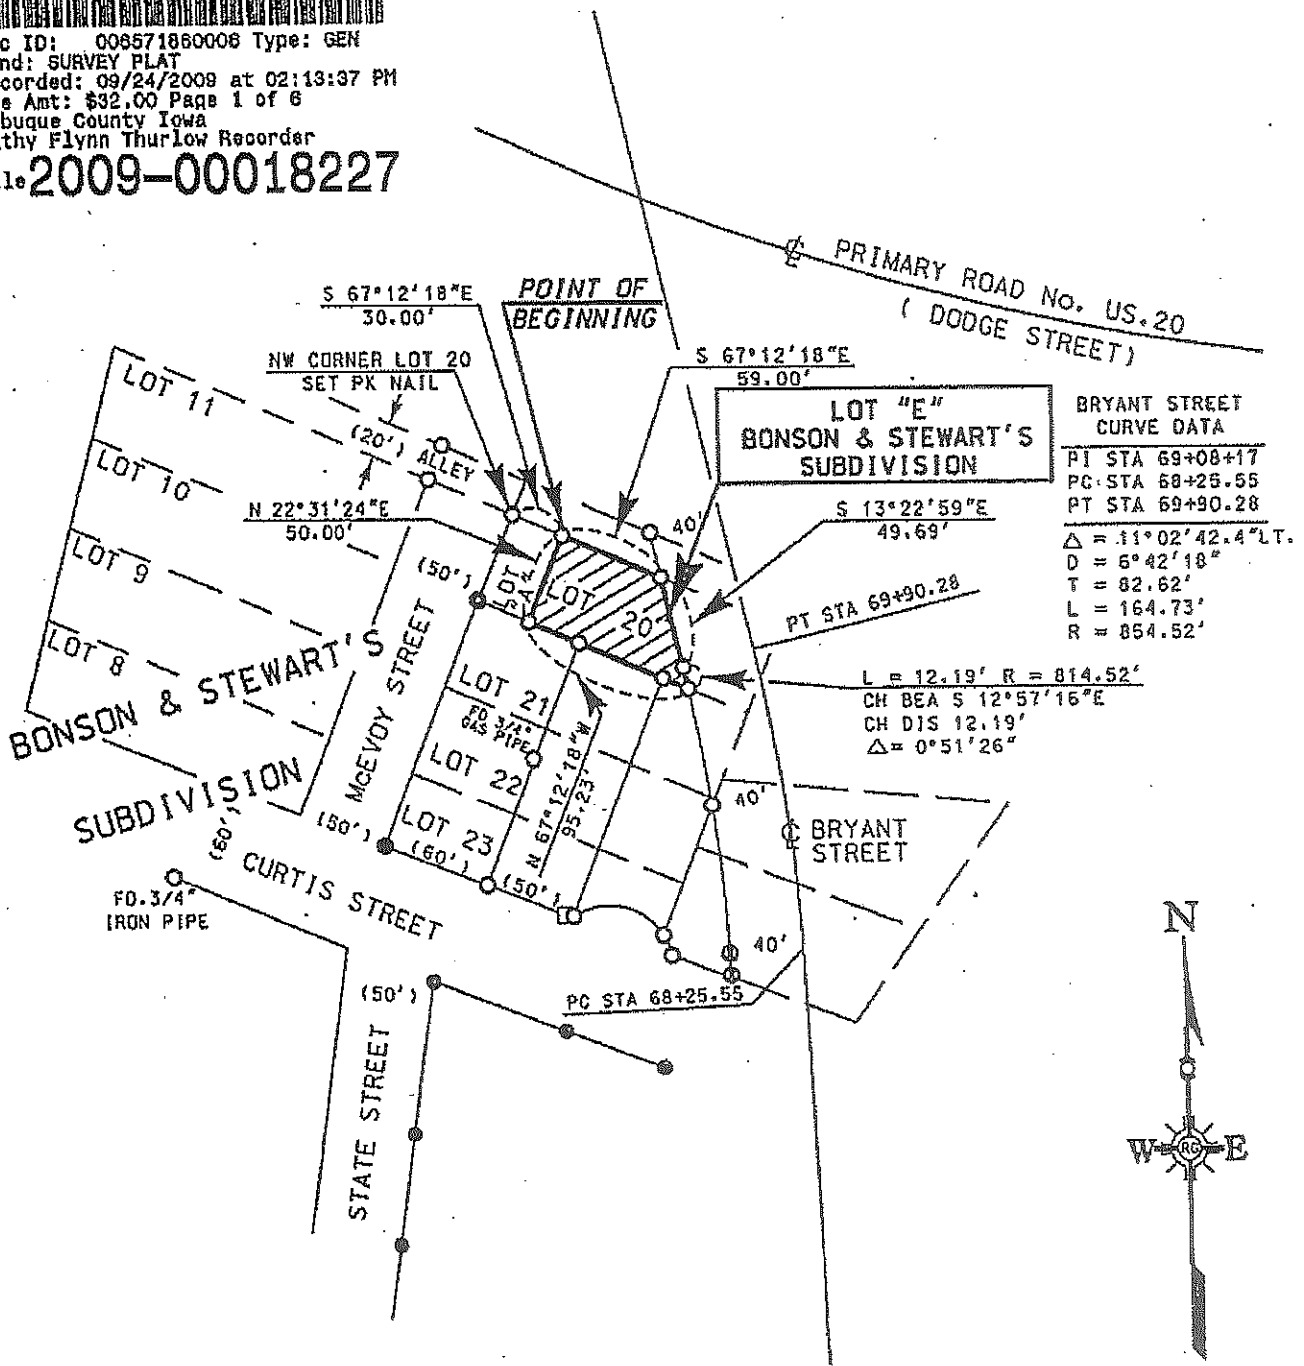 c ID: 006571860006 Type: GEN
nd: SURVEY PLAT
corded: 09/24/2009 at 02:13:37 PM
e Amt: $32.00 Page 1 of 6
buque County Iowa
thy Flynn Thurlow Recorder
le 2009-00018227
℄ PRIMARY ROAD No. US.20
( DODGE STREET)
S 67°12'18"E
30.00'
POINT OF
BEGINNING
NW CORNER LOT 20
SET PK NAIL
S 67°12'18"E
59.00'
LOT "E"
BONSON & STEWART'S
SUBDIVISION
BRYANT STREET
CURVE DATA
PI STA 69+08+17
PC STA 68+25.55
PT STA 69+90.28
△ = 11°02'42.4"LT.
D = 6°42'18"
T = 82.62'
L = 164.73'
R = 854.52'
LOT 11
(20')
ALLEY
LOT 10
N 22°31'24"E
50.00'
40'
S 13°22'59"E
49.69'
LOT 9
(50')
LOT
"A"
LOT
20
PT STA 69+90.28
LOT 8
BONSON & STEWART'S
SUBDIVISION
MCEVOY STREET
LOT 21
FD 3/4"
GAS PIPE
L = 12.19' R = 814.52'
CH BEA S 12°57'16"E
CH DIS 12.19'
△= 0°51'26"
LOT 22
N 67°12'18"W
95.23'
LOT 23
40'
℄ BRYANT
STREET
(60')
(50')
(60')
(50')
CURTIS STREET
FD.3/4"
IRON PIPE
40'
(50')
PC STA 68+25.55
STATE STREET
N
W
RG
E